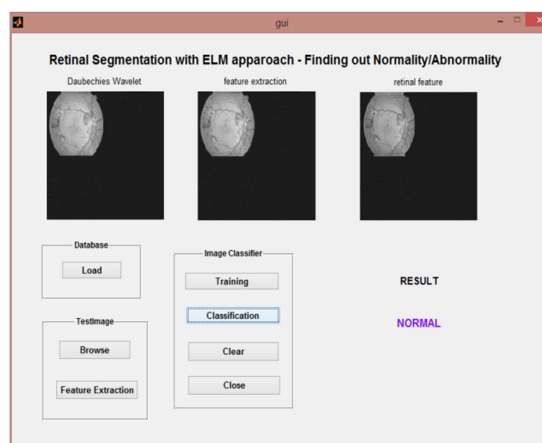 gui
Retinal Segmentation with ELM apparoach - Finding out Normality/Abnormality
Daubechies Wavelet
feature extraction
retinal feature
Database
Load
TestImage
Browse
Feature Extraction
Image Classifier
Training
Classification
Clear
Close
RESULT
NORMAL